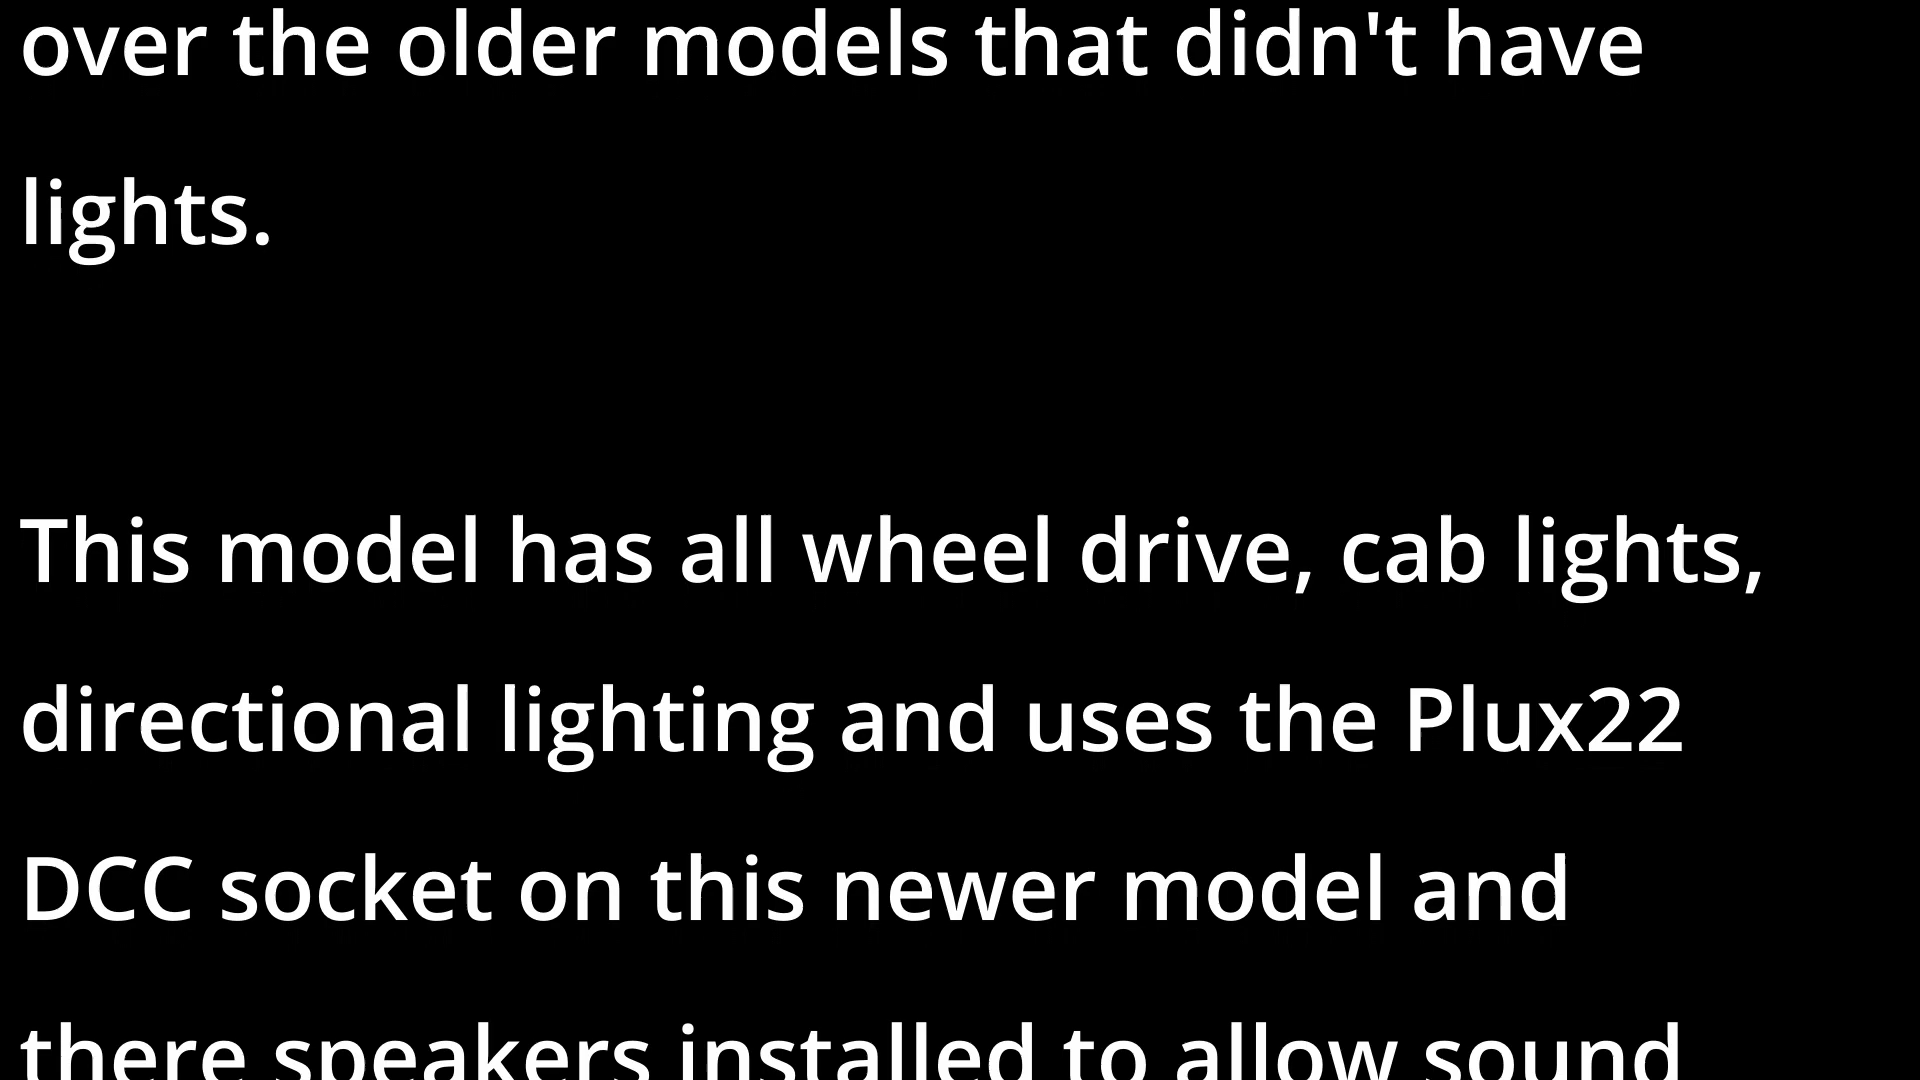 over the older models that didn't have
lights.
This model has all wheel drive, cab lights,
directional lighting and uses the Plux22
DCC socket on this newer model and
there speakers installed to allow sound